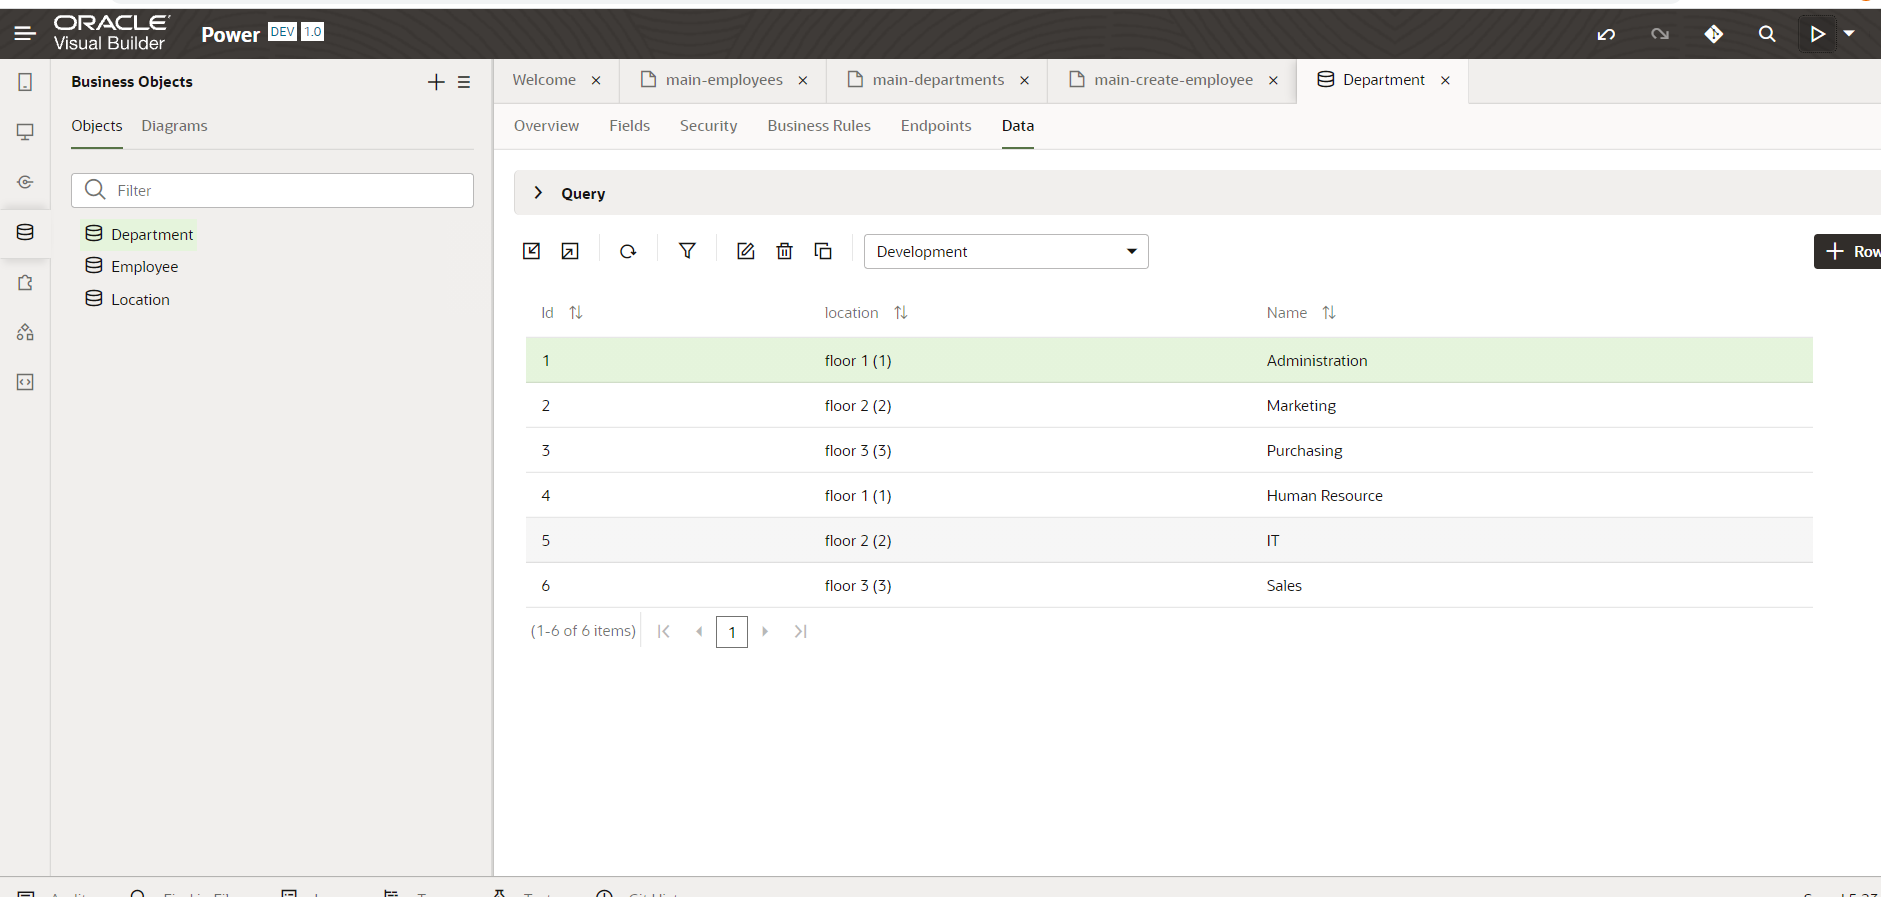 ORACLE
Visual Builder
Power DEV 1.0
Business Objects
Objects Diagrams
Filter
Department
Employee
Location
Welcome main-employees main-departments main-create-employee Department
Overview Fields Security Business Rules Endpoints Data
Query
Development
Row
Id location Name
1 floor 1 (1) Administration
2 floor 2 (2) Marketing
3 floor 3 (3) Purchasing
4 floor 1 (1) Human Resource
5 floor 2 (2) IT
6 floor 3 (3) Sales
(1-6 of 6 items) 1